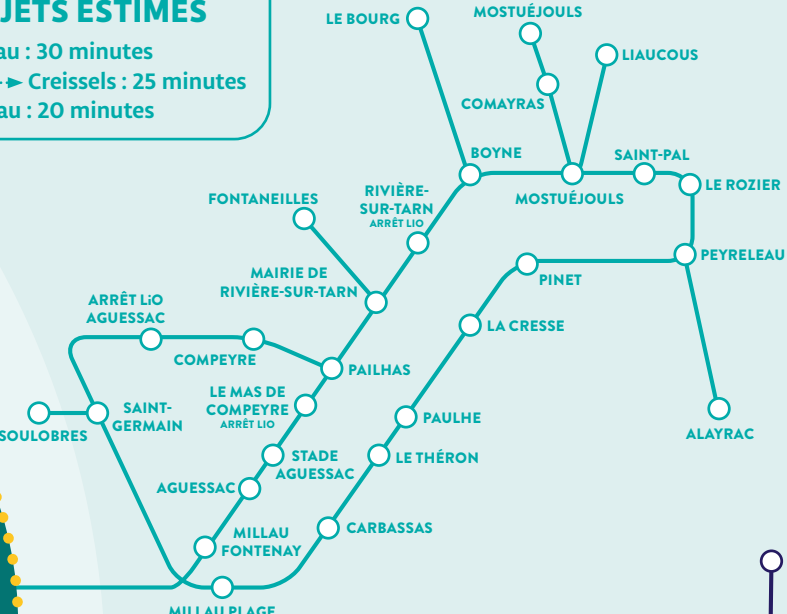 JETS ESTIMÉS
au : 30 minutes
Creissels : 25 minutes
au : 20 minutes
LE BOURG
MOSTUÉJOULS
LIAUCOUS
COMAYRAS
BOYNE
SAINT-PAL
MOSTUÉJOULS
LE ROZIER
RIVIÈRE-
SUR-TARN
ARRÊT LIO
FONTANEILLES
PEYRELEAU
MAIRIE DE
RIVIÈRE-SUR-TARN
PINET
ARRÊT LiO
AGUESSAC
COMPEYRE
LA CRESSE
PAILHAS
LE MAS DE
COMPEYRE
ARRÊT LIO
SAINT-
GERMAIN
SOULOBRES
PAULHE
ALAYRAC
STADE
AGUESSAC
LE THÉRON
AGUESSAC
CARBASSAS
MILLAU
FONTENAY
MILLAU PLAGE